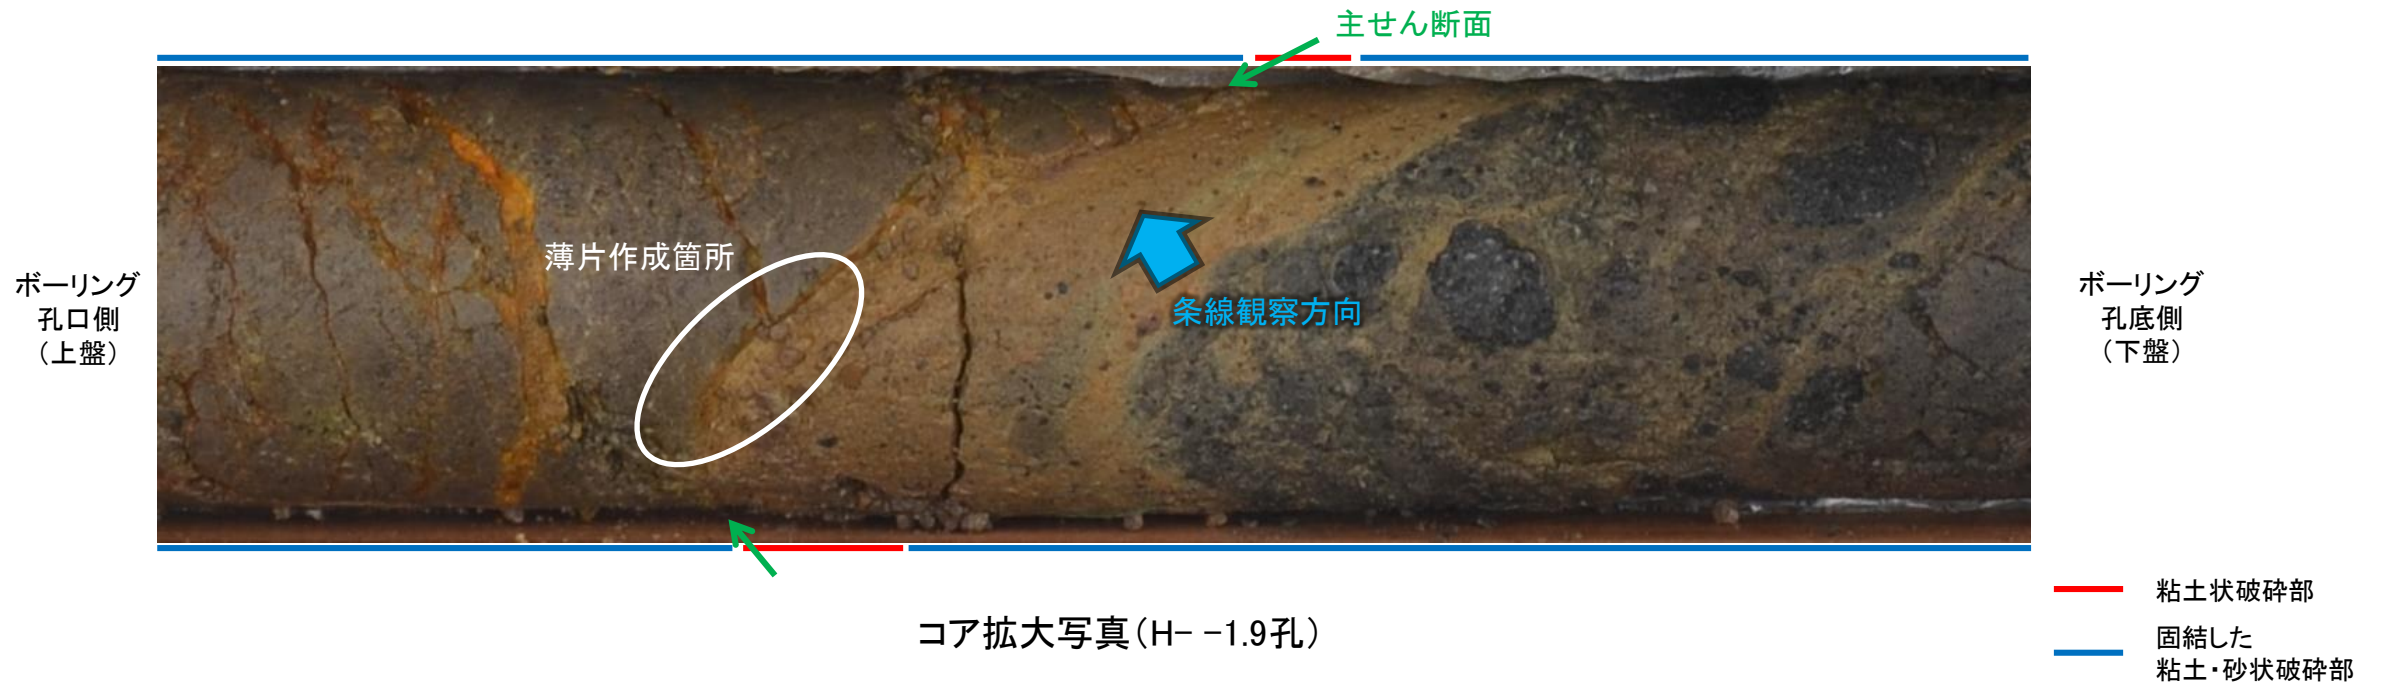 主せん断面
薄片作成箇所
ボーリング
孔口側
（上盤）
条線観察方向
ボーリング
孔底側
（下盤）
コア拡大写真（H- -1.9孔）
粘土状破砕部
固結した
粘土・砂状破砕部